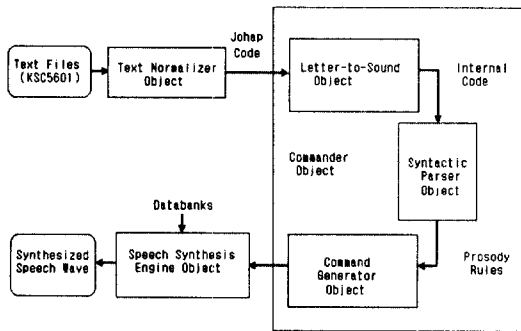 Text Files
(KSC5601)
Text Normalizer
Object
Johap
Code
Letter-to-Sound
Object
Internal
Code
Commander
Object
Syntactic
Parser
Object
Databanks
Synthesized
Speech Wave
Speech Synthesis
Engine Object
Command
Generator
Object
Prosody
Rules